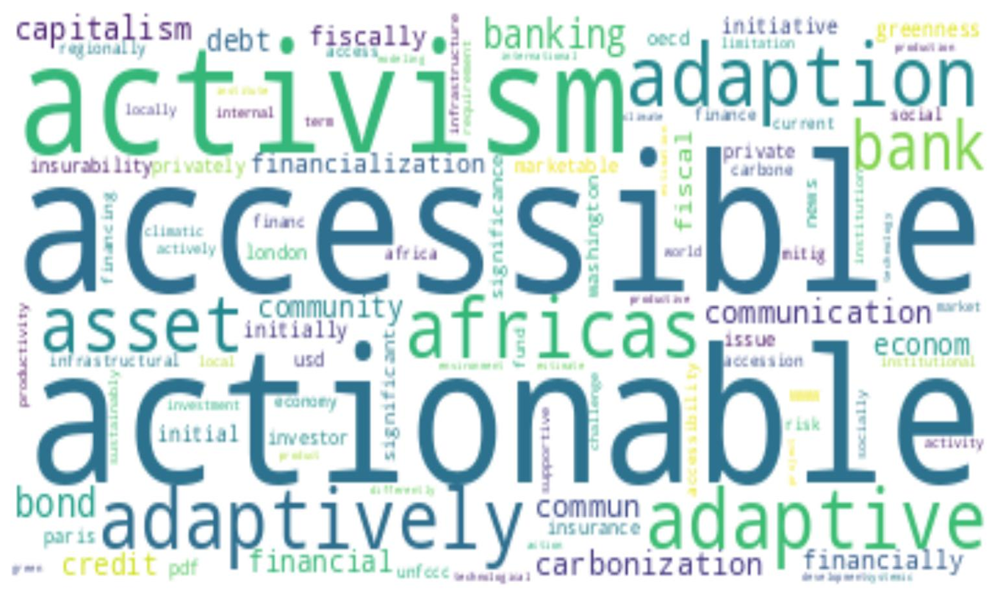 capitalism debt fiscally banking oecd initiative greenness
regionally access modeling international limitation production
activism adaption
infrastructure
requirement
locally internal term finance current social
insurability privately financialization marketable private bank
carbone
accessible
significance
washington
fiscal
news
institution
technology
financing
climatic financ
actively london africa world mitig
productive
asset community africas communication market
initially issue econom
infrastructural local usd environment fund estimate accession institutional
productivity
actionable
sustainably
significant
challenge
supportive
accessibility
project
socially
investment economy
initial investor risk
product activity
differently
bond adaptively commun adaptive
paris insurance
action
green credit pdf financial unfccc technological carbonization financially